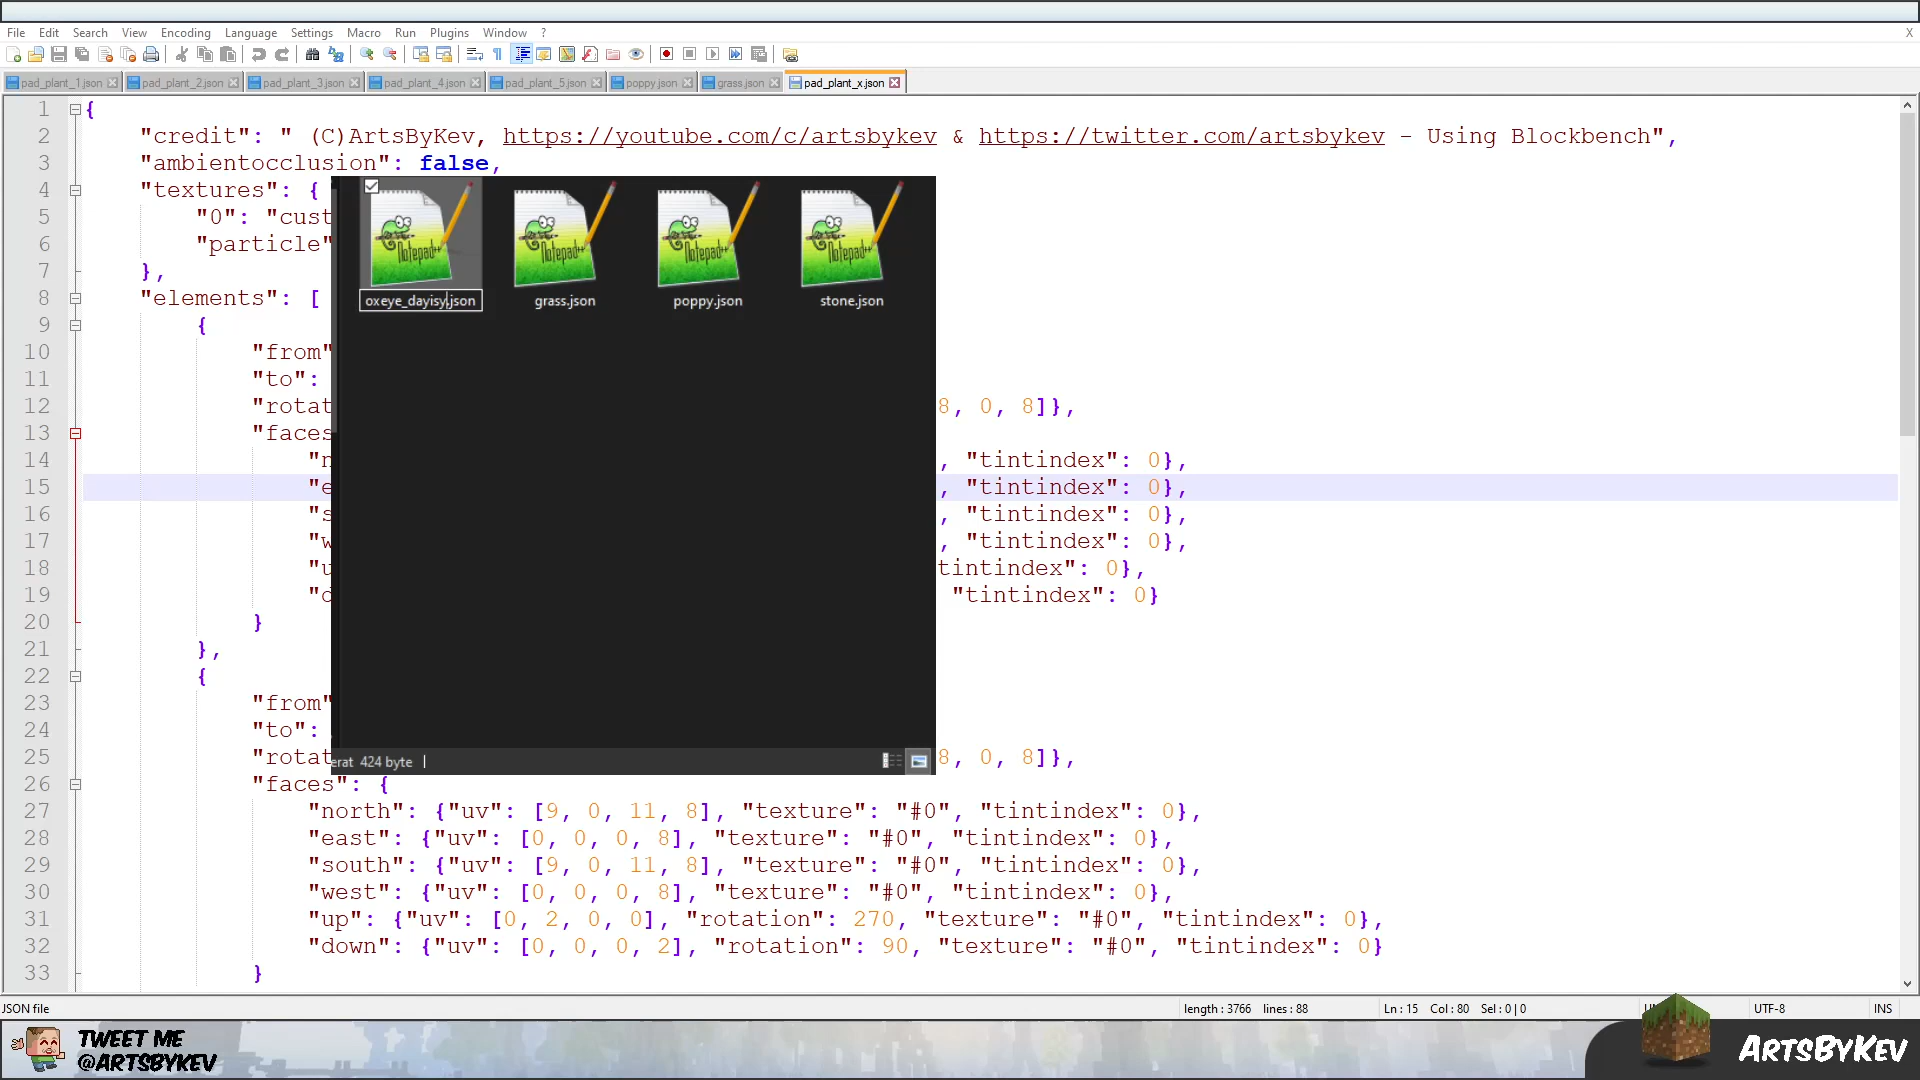 File Edit Search View Encoding Language Settings Macro Run Plugins Window ? X
pad_plant_1.json pad_plant_2.json pad_plant_3.json pad_plant_4.json pad_plant_5.json poppy.json grass.json pad_plant_x.json
1 {
2 "credit": " (C)ArtsByKev, https://youtube.com/c/artsbykev & https://twitter.com/artsbykev - Using Blockbench",
3 "ambientocclusion": false,
4 "textures": {
5 "0": "cust
6 "particle"
7 },
8 "elements": [
9 {
10 "from"
11 "to":
12 "rotat 8, 0, 8]},
13 "faces
14 "n , "tintindex": 0},
15 "e , "tintindex": 0},
16 "s , "tintindex": 0},
17 "w , "tintindex": 0},
18 "u tintindex": 0},
19 "d "tintindex": 0}
20 }
21 },
22 {
23 "from"
24 "to":
25 "rotat 8, 0, 8]},
26 "faces": {
27 "north": {"uv": [9, 0, 11, 8], "texture": "#0", "tintindex": 0},
28 "east": {"uv": [0, 0, 0, 8], "texture": "#0", "tintindex": 0},
29 "south": {"uv": [9, 0, 11, 8], "texture": "#0", "tintindex": 0},
30 "west": {"uv": [0, 0, 0, 8], "texture": "#0", "tintindex": 0},
31 "up": {"uv": [0, 2, 0, 0], "rotation": 270, "texture": "#0", "tintindex": 0},
32 "down": {"uv": [0, 0, 0, 2], "rotation": 90, "texture": "#0", "tintindex": 0}
33 }
Notepad++ Notepad++ Notepad++ Notepad++
oxeye_dayisy.json grass.json poppy.json stone.json
erat 424 byte
JSON file length : 3766 lines : 88 Ln : 15 Col : 80 Sel : 0 | 0 UTF-8 INS
TWEET ME
@ARTSBYKEV
ARTSBYKEV